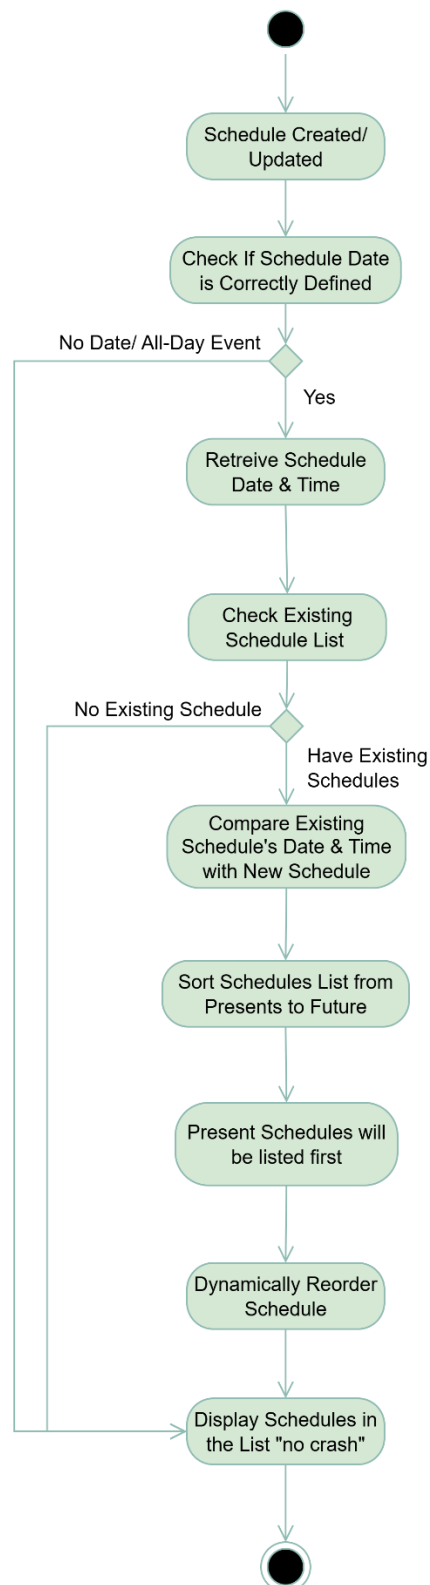 Schedule Created/
Updated
Check If Schedule Date
is Correctly Defined
No Date/ All-Day Event
Yes
Retreive Schedule
Date & Time
Check Existing
Schedule List
No Existing Schedule
Have Existing
Schedules
Compare Existing
Schedule's Date & Time
with New Schedule
Sort Schedules List from
Presents to Future
Present Schedules will
be listed first
Dynamically Reorder
Schedule
Display Schedules in
the List "no crash"